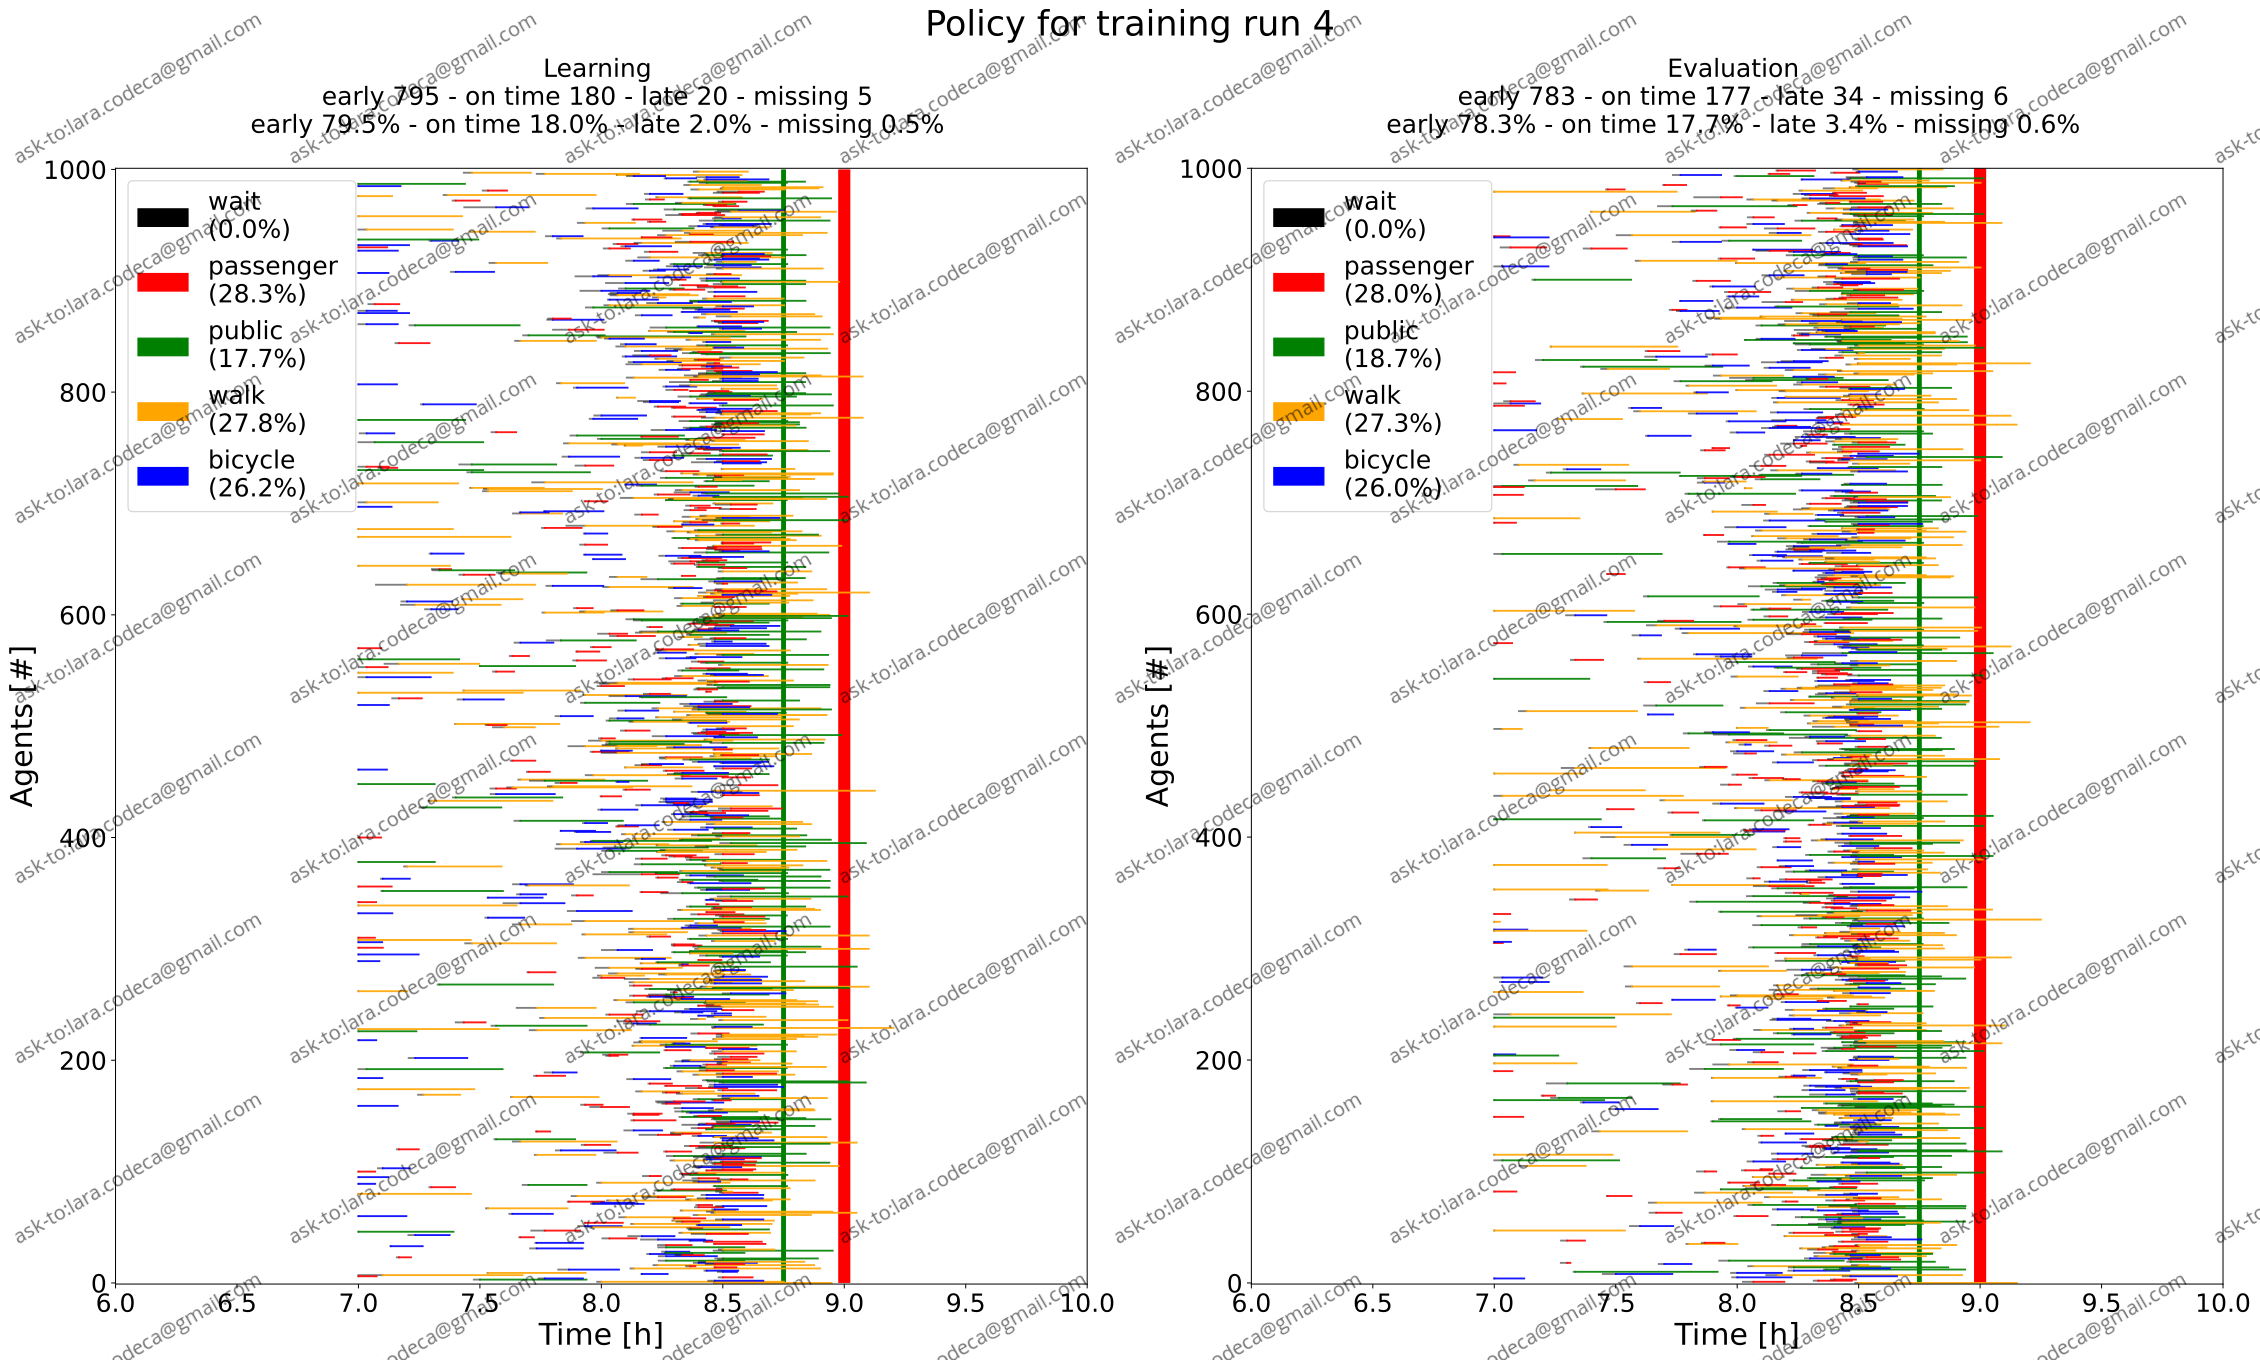 Policy for training run 4
Learning
early 795 - on time 180 - late 20 - missing 5
early 79.5% - on time 18.0% - late 2.0% - missing 0.5%
1000
800
600
400
200
0
Agents [#]
wait
(0.0%)
passenger
(28.3%)
public
(17.7%)
walk
(27.8%)
bicycle
(26.2%)
6.0 6.5 7.0 7.5 8.0 8.5 9.0 9.5 10.0
Time [h]
Evaluation
early 783 - on time 177 - late 34 - missing 6
early 78.3% - on time 17.7% - late 3.4% - missing 0.6%
1000
800
600
400
200
0
Agents [#]
wait
(0.0%)
passenger
(28.0%)
public
(18.7%)
walk
(27.3%)
bicycle
(26.0%)
6.0 6.5 7.0 7.5 8.0 8.5 9.0 9.5 10.0
Time [h]
ask-to:lara.codeca@gmail.com